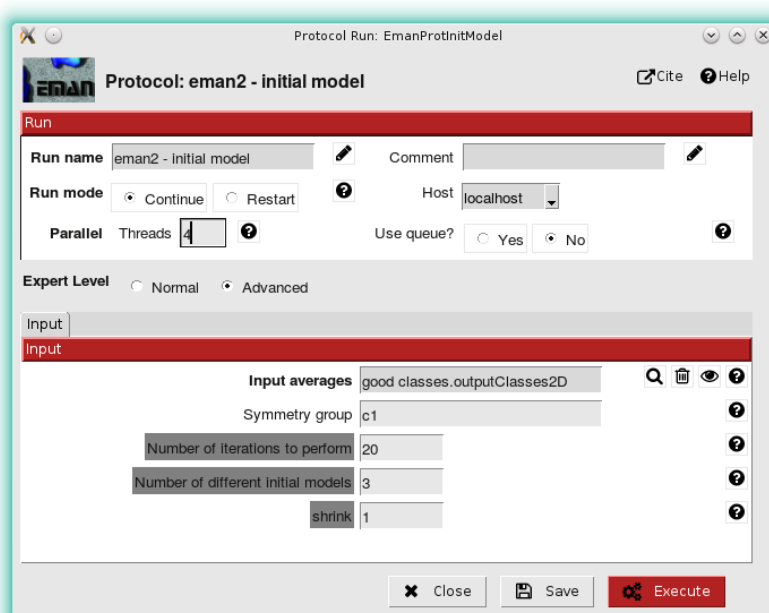 Protocol Run: EmanProtInitModel
EMAN Protocol: eman2 - initial model Cite Help
Run
Run name eman2 - initial model Comment
Run mode Continue Restart Host localhost
Parallel Threads 4 Use queue? Yes No
Expert Level Normal Advanced
Input
Input
Input averages good classes.outputClasses2D
Symmetry group c1
Number of iterations to perform 20
Number of different initial models 3
shrink 1
Close Save Execute